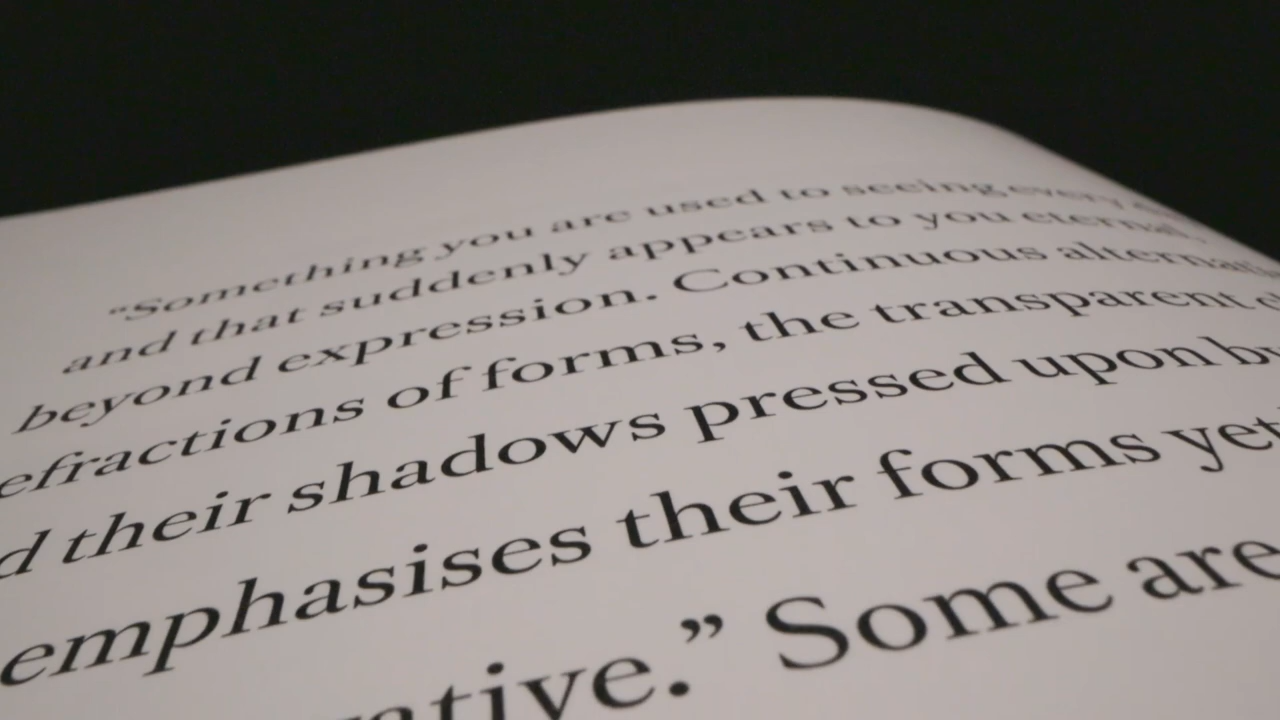 “Something you are used to seeing every
and that suddenly appears to you eternal,
beyond expression. Continuous
efractions of forms, the transparent
d their shadows pressed upon
emphasises their forms yet
ative.” Some are